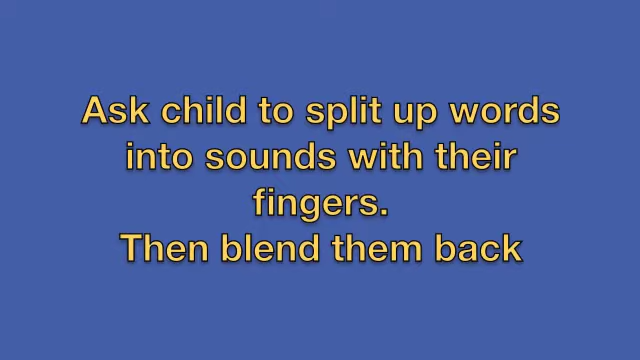 Ask child to split up words
into sounds with their
fingers.
Then blend them back